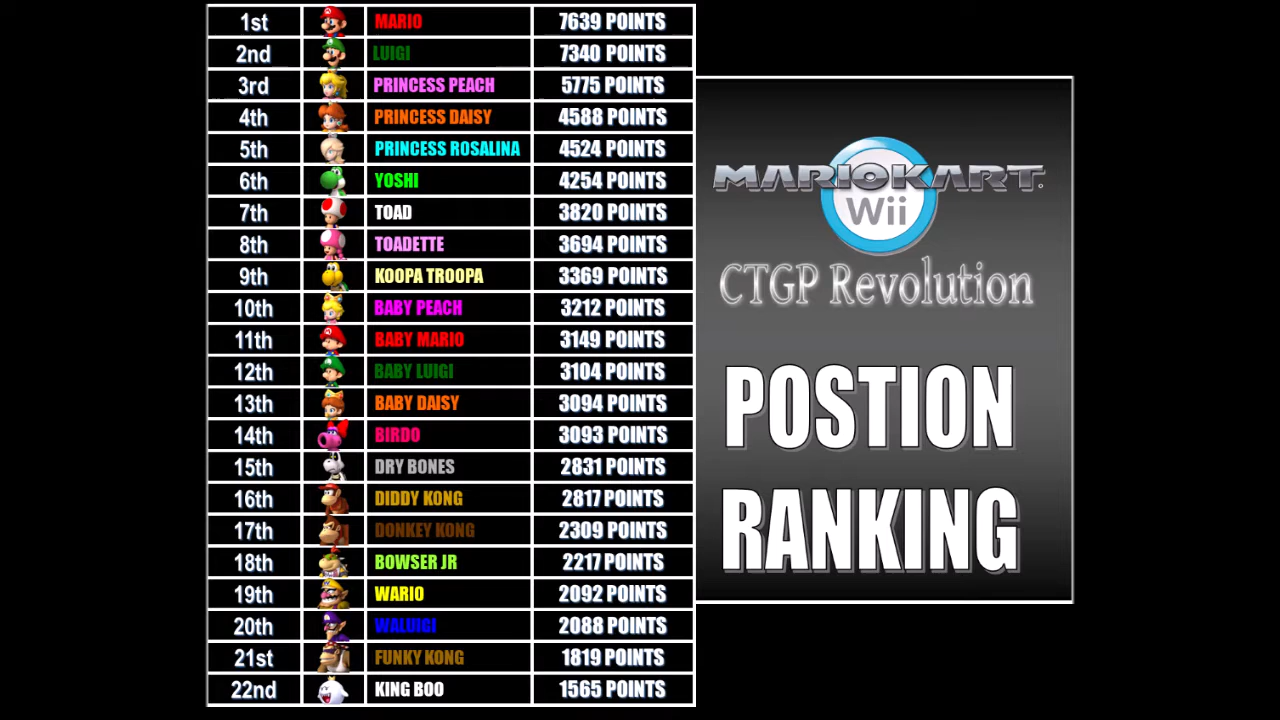 1st MARIO 7639 POINTS
2nd LUIGI 7340 POINTS
3rd PRINCESS PEACH 5775 POINTS
4th PRINCESS DAISY 4588 POINTS
5th PRINCESS ROSALINA 4524 POINTS
6th YOSHI 4254 POINTS
7th TOAD 3820 POINTS
8th TOADETTE 3694 POINTS
9th KOOPA TROOPA 3369 POINTS
10th BABY PEACH 3212 POINTS
11th BABY MARIO 3149 POINTS
12th BABY LUIGI 3104 POINTS
13th BABY DAISY 3094 POINTS
14th BIRDO 3093 POINTS
15th DRY BONES 2831 POINTS
16th DIDDY KONG 2817 POINTS
17th DONKEY KONG 2309 POINTS
18th BOWSER JR 2217 POINTS
19th WARIO 2092 POINTS
20th WALUIGI 2088 POINTS
21st FUNKY KONG 1819 POINTS
22nd KING BOO 1565 POINTS
MARIOKART
Wii
CTGP Revolution
POSTION
RANKING